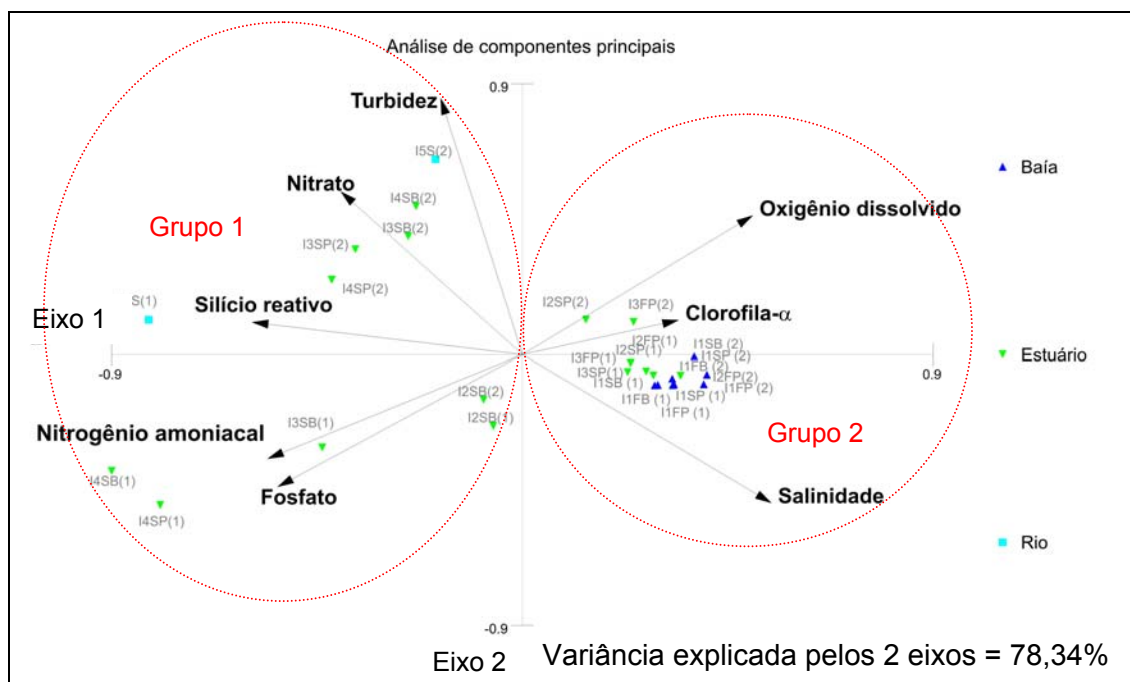 Análise de componentes principais
0.9
Turbidez
I5S(2)
Baía
Nitrato
I4SB(2)
Oxigênio dissolvido
Grupo 1
I3SB(2)
I3SP(2)
I4SP(2)
S(1)
Silício reativo
I2SP(2)
I3FP(2)
Clorofila-α
Eixo 1
I2FP(1)
I1SB (2)
I3FP(1)
I2SP(1)
I1SP (2)
Estuário
-0.9
0.9
I3SP(1)
I1FB (2)
I2FP(2)
I1SB (1)
I1SP (1)
I1FP (2)
I2SB(2)
I1FB (1)
I1FP (1)
I2SB(1)
I3SB(1)
Grupo 2
Nitrogênio amoniacal
I4SB(1)
Fosfato
Salinidade
I4SP(1)
Rio
-0.9
Eixo 2
Variância explicada pelos 2 eixos = 78,34%